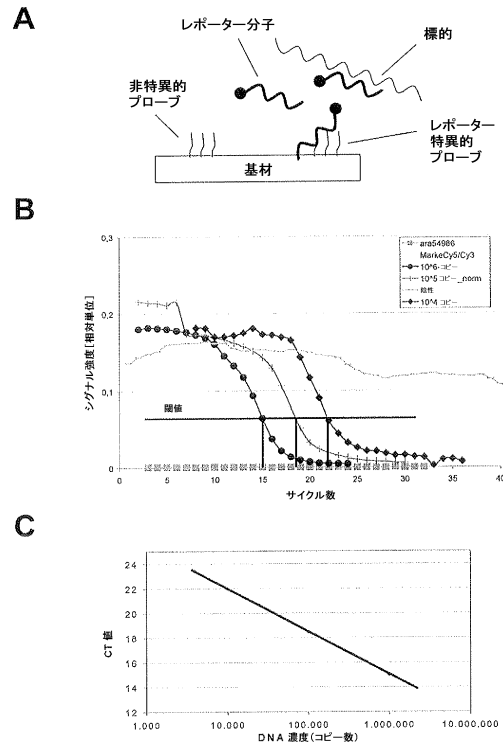 A
レポーター分子
標的
非特異的
プローブ
レポーター
特異的
プローブ
基材
B
0,3
0,2
0,1
0
シグナル強度[相対単位]
閾値
ara54986
MarkeCy5/Cy3
10^6-コピー
10^5 コピー_norm
陰性
10^4 コピー
0 5 10 15 20 25 30 35 40
サイクル数
C
24
22
20
18
16
14
12
CT 値
1.000 10.000 100.000 1.000.000 10.000.000
DNA 濃度(コピー数)